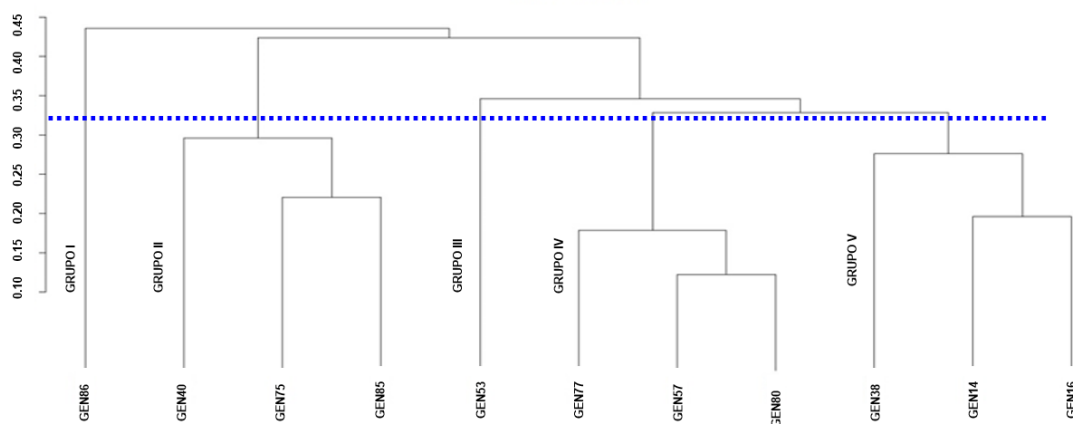 0.45
0.40
0.35
0.30
0.25
0.20
0.15
0.10
GRUPO I
GRUPO II
GRUPO III
GRUPO IV
GRUPO V
GEN86
GEN40
GEN75
GEN85
GEN53
GEN77
GEN57
GEN80
GEN38
GEN14
GEN16